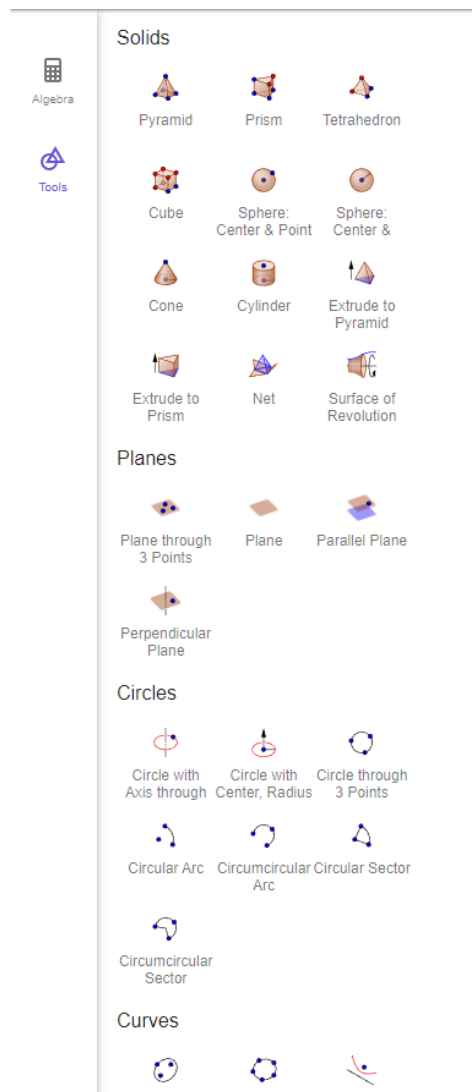 Algebra
Tools
Solids
Pyramid
Prism
Tetrahedron
Cube
Sphere:
Center & Point
Sphere:
Center &
Cone
Cylinder
Extrude to
Pyramid
Extrude to
Prism
Net
Surface of
Revolution
Planes
Plane through
3 Points
Plane
Parallel Plane
Perpendicular
Plane
Circles
Circle with
Axis through
Circle with
Center, Radius
Circle through
3 Points
Circular Arc
Circumcircular
Arc
Circular Sector
Circumcircular
Sector
Curves